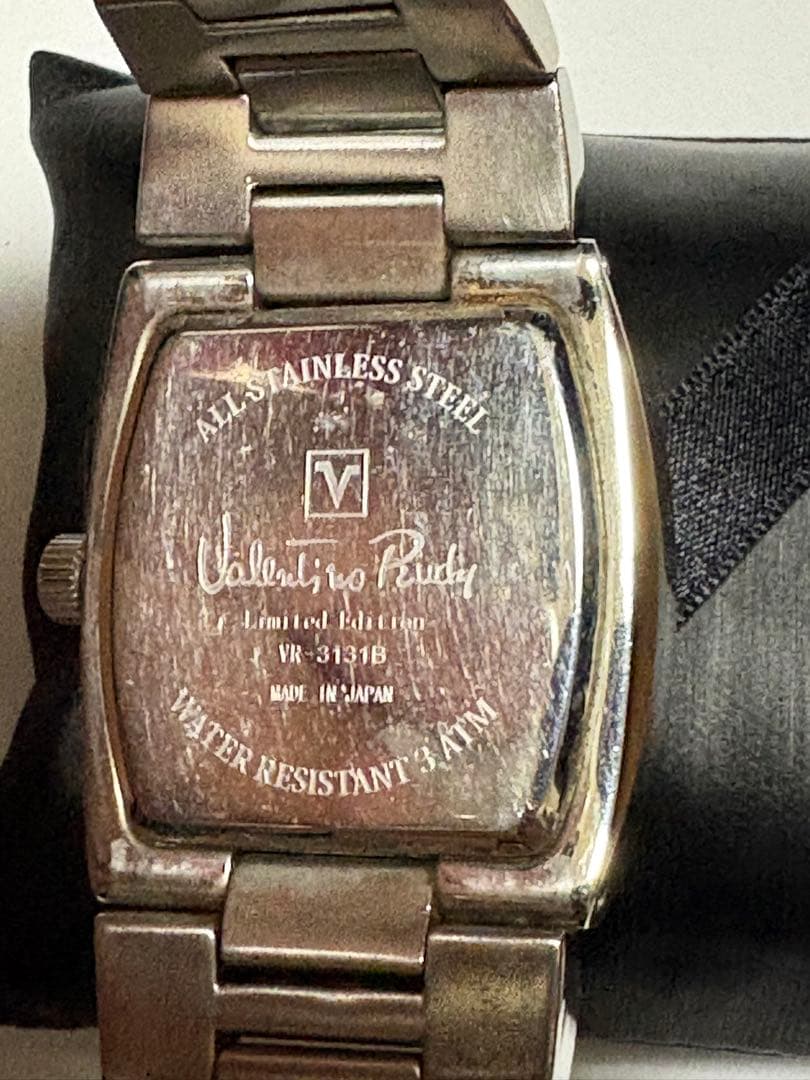 ALL STAINLESS STEEL
V
Valentino Rudy
Limited Edition
VR-3131B
MADE IN JAPAN
WATER RESISTANT 3 ATM